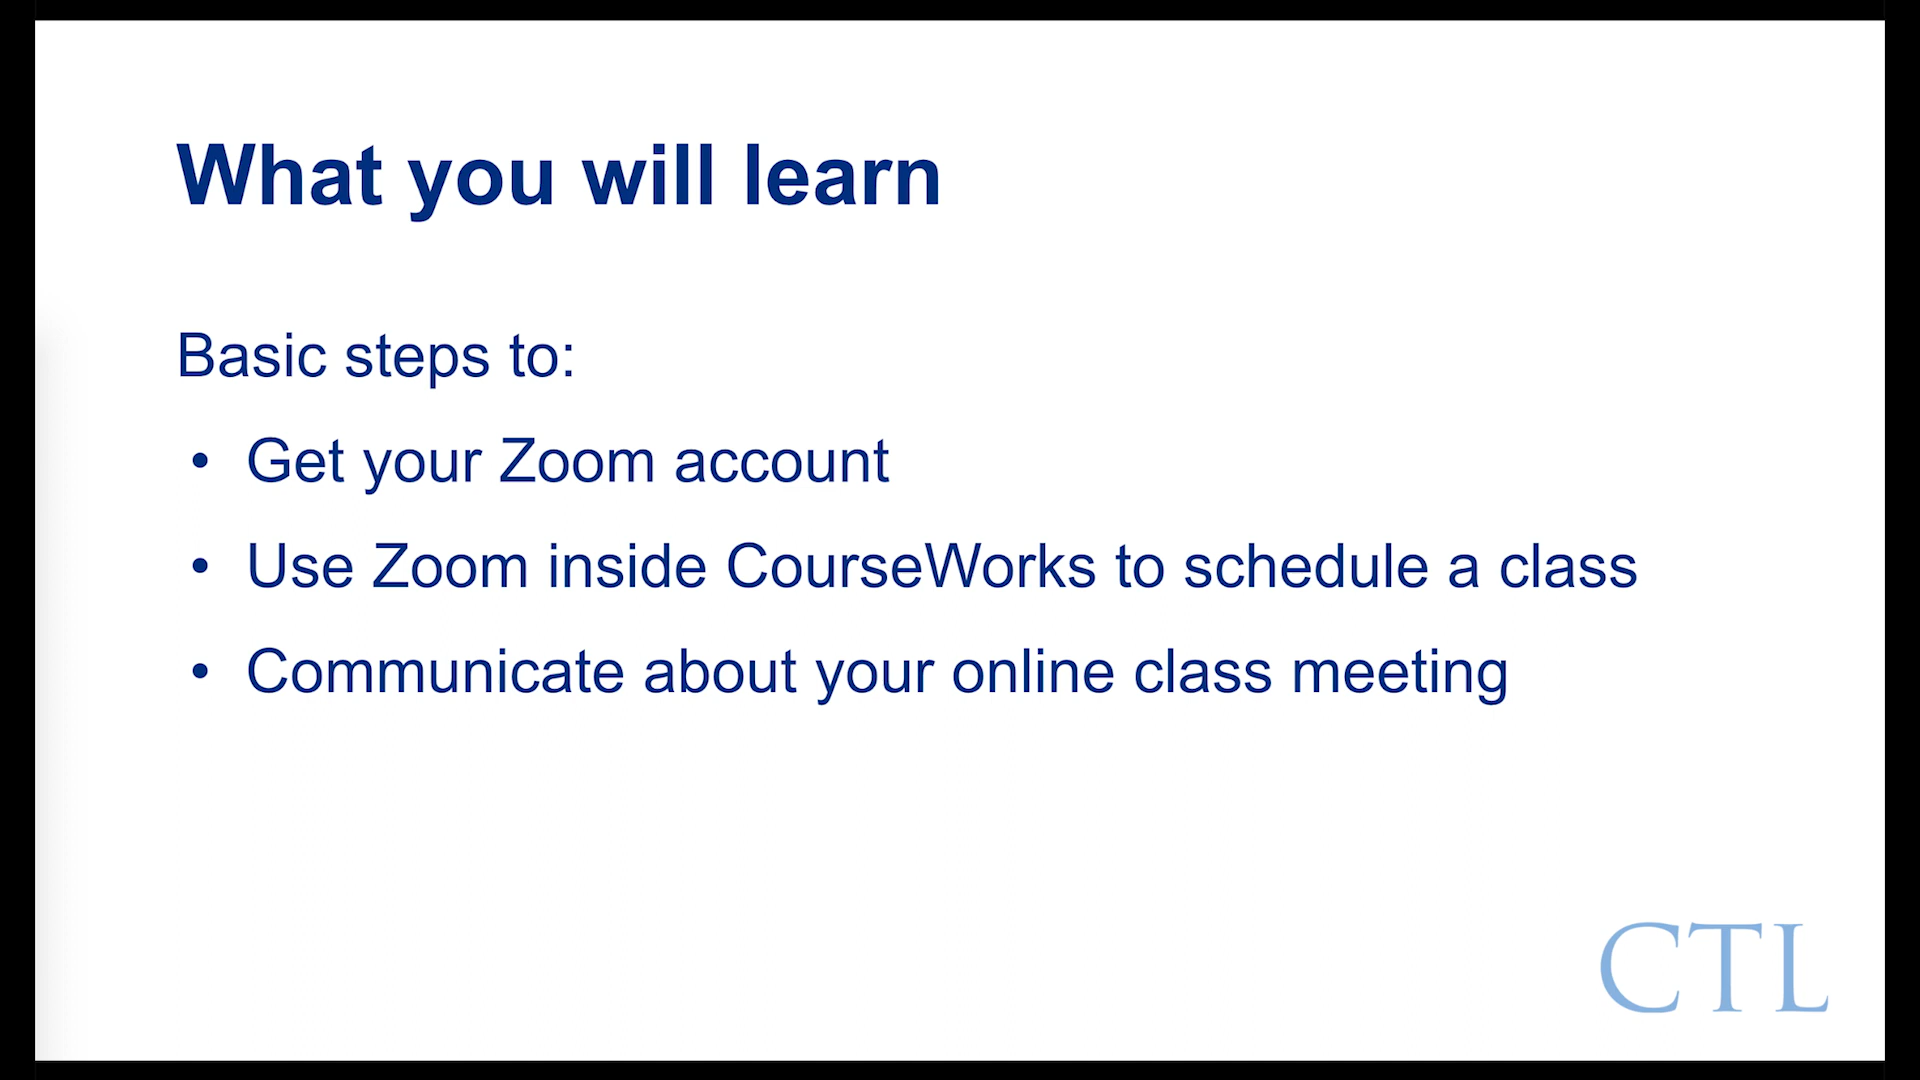 What you will learn
Basic steps to:
• Get your Zoom account
• Use Zoom inside CourseWorks to schedule a class
• Communicate about your online class meeting
CTL